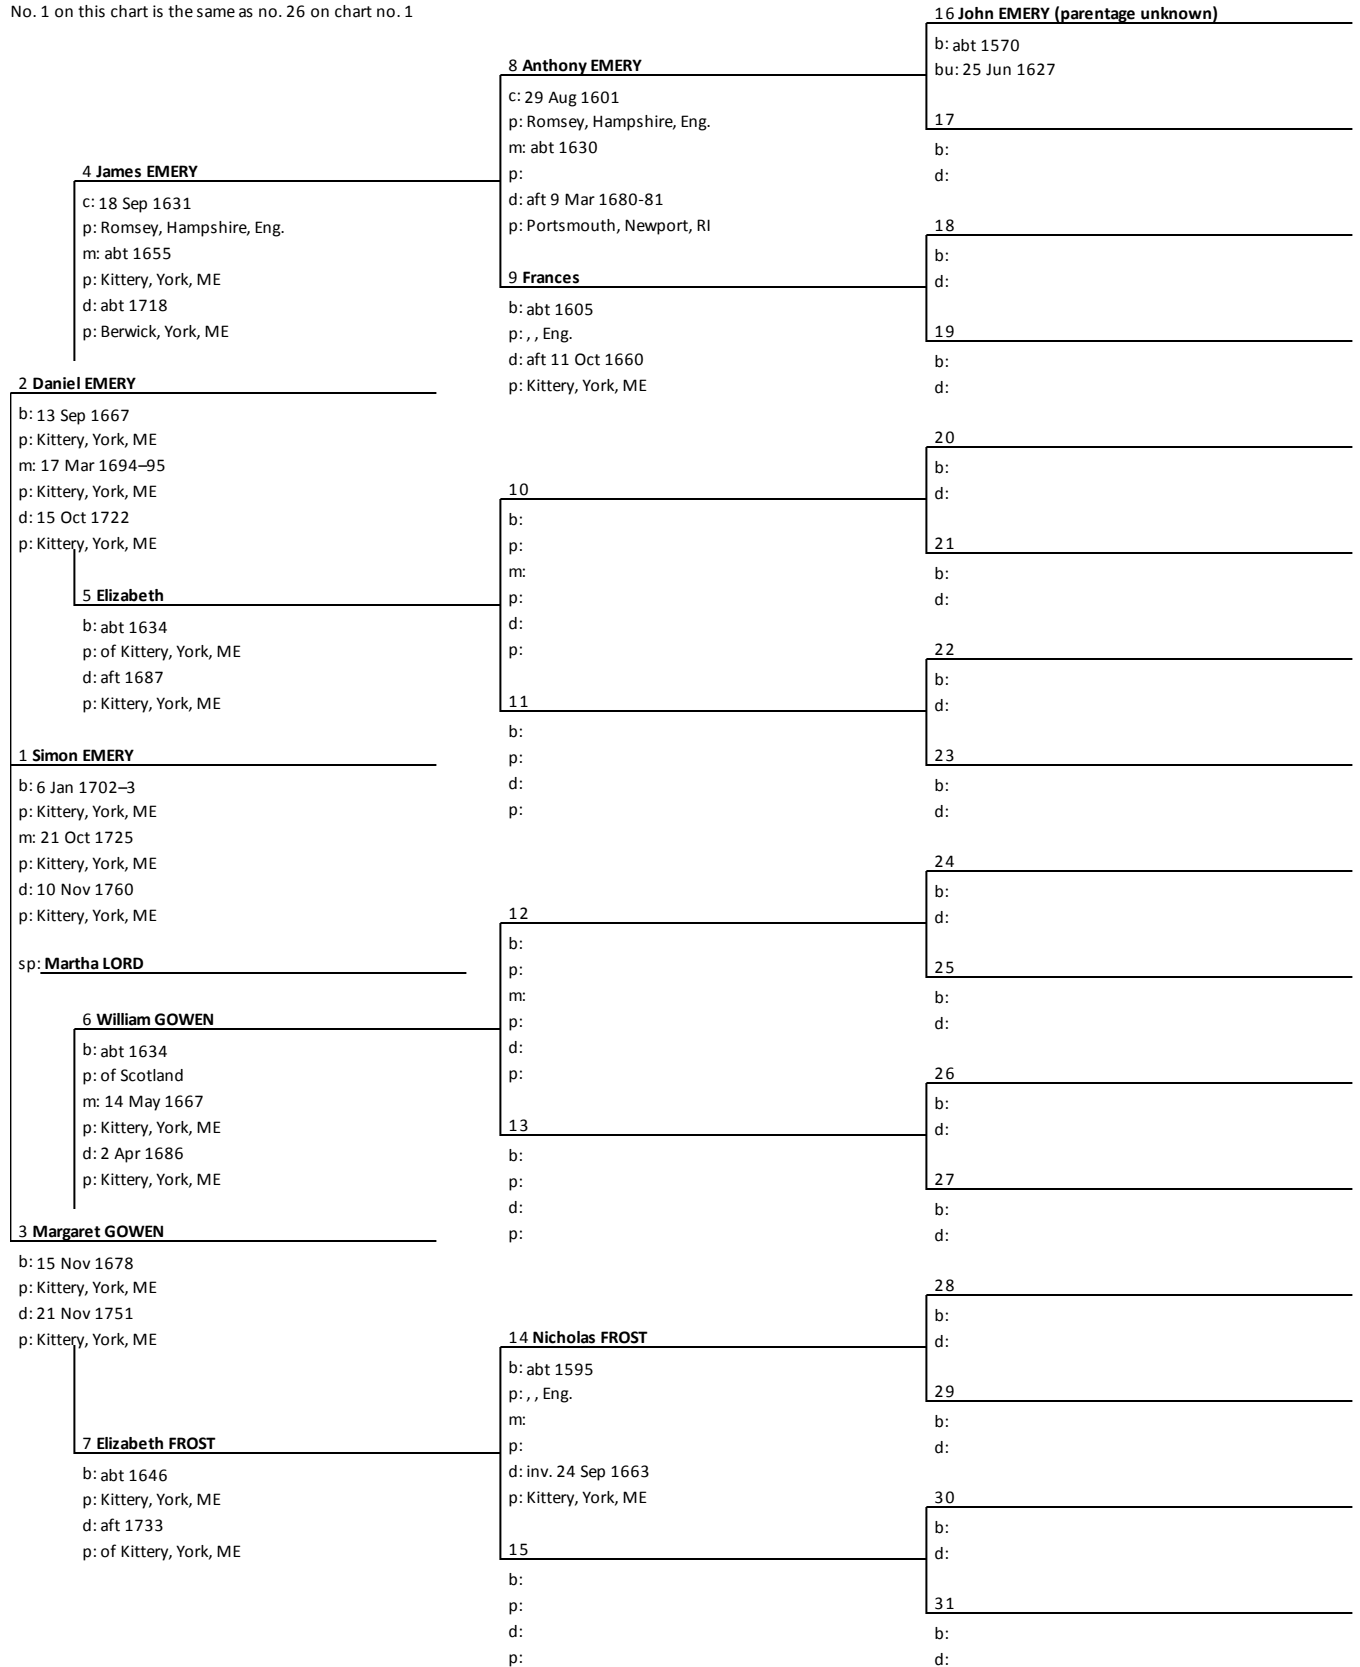 No. 1 on this chart is the same as no. 26 on chart no. 1
16 John EMERY (parentage unknown)
b: abt 1570
bu: 25 Jun 1627
8 Anthony EMERY
c: 29 Aug 1601
p: Romsey, Hampshire, Eng.
m: abt 1630
p:
d: aft 9 Mar 1680-81
p: Portsmouth, Newport, RI
17
b:
d:
4 James EMERY
c: 18 Sep 1631
p: Romsey, Hampshire, Eng.
m: abt 1655
p: Kittery, York, ME
d: abt 1718
p: Berwick, York, ME
18
b:
d:
9 Frances
b: abt 1605
p: , , Eng.
d: aft 11 Oct 1660
p: Kittery, York, ME
19
b:
d:
2 Daniel EMERY
b: 13 Sep 1667
p: Kittery, York, ME
m: 17 Mar 1694–95
p: Kittery, York, ME
d: 15 Oct 1722
p: Kittery, York, ME
20
b:
d:
10
b:
p:
m:
p:
d:
p:
21
b:
d:
5 Elizabeth
b: abt 1634
p: of Kittery, York, ME
d: aft 1687
p: Kittery, York, ME
22
b:
d:
11
b:
p:
d:
p:
23
b:
d:
1 Simon EMERY
b: 6 Jan 1702–3
p: Kittery, York, ME
m: 21 Oct 1725
p: Kittery, York, ME
d: 10 Nov 1760
p: Kittery, York, ME
sp: Martha LORD
24
b:
d:
12
b:
p:
m:
p:
d:
p:
25
b:
d:
6 William GOWEN
b: abt 1634
p: of Scotland
m: 14 May 1667
p: Kittery, York, ME
d: 2 Apr 1686
p: Kittery, York, ME
26
b:
d:
13
b:
p:
d:
p:
27
b:
d:
3 Margaret GOWEN
b: 15 Nov 1678
p: Kittery, York, ME
d: 21 Nov 1751
p: Kittery, York, ME
28
b:
d:
14 Nicholas FROST
b: abt 1595
p: , , Eng.
m:
p:
d: inv. 24 Sep 1663
p: Kittery, York, ME
29
b:
d:
7 Elizabeth FROST
b: abt 1646
p: Kittery, York, ME
d: aft 1733
p: of Kittery, York, ME
30
b:
d:
15
b:
p:
d:
p:
31
b:
d: